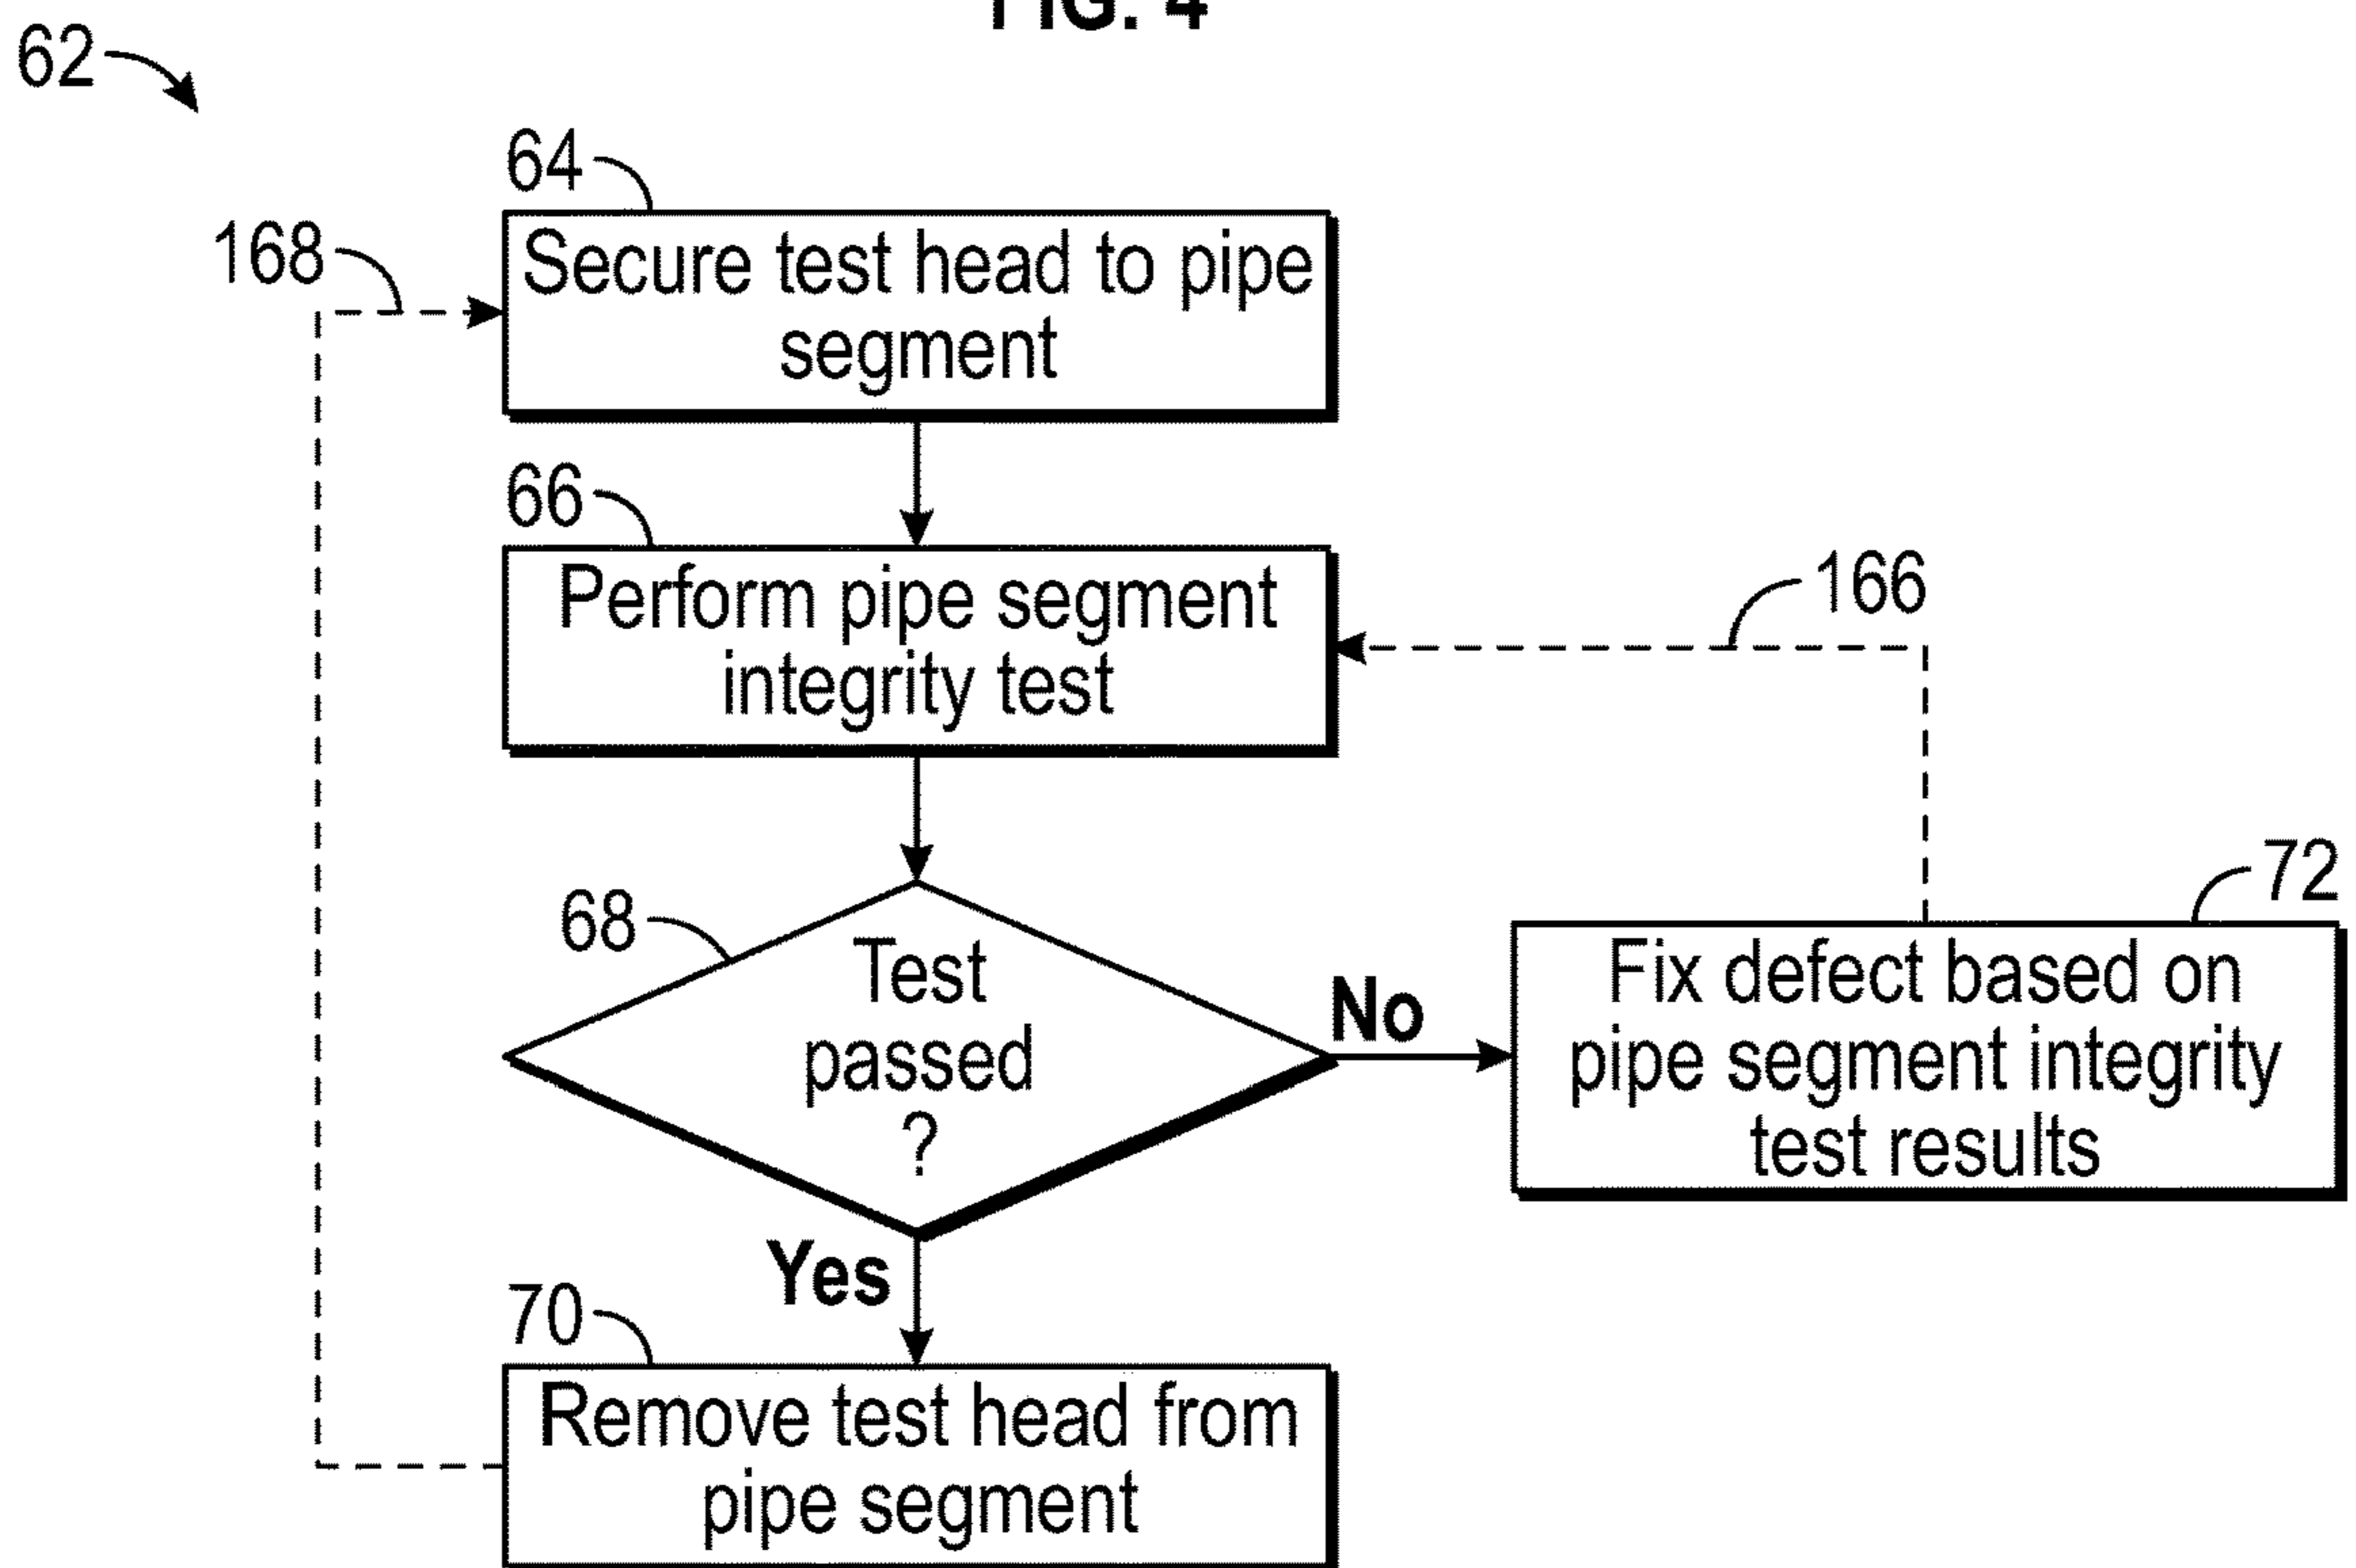 FIG. 4
62
64
168
Secure test head to pipe
segment
66
166
Perform pipe segment
integrity test
72
68
Test
passed
?
No
Fix defect based on
pipe segment integrity
test results
Yes
70
Remove test head from
pipe segment